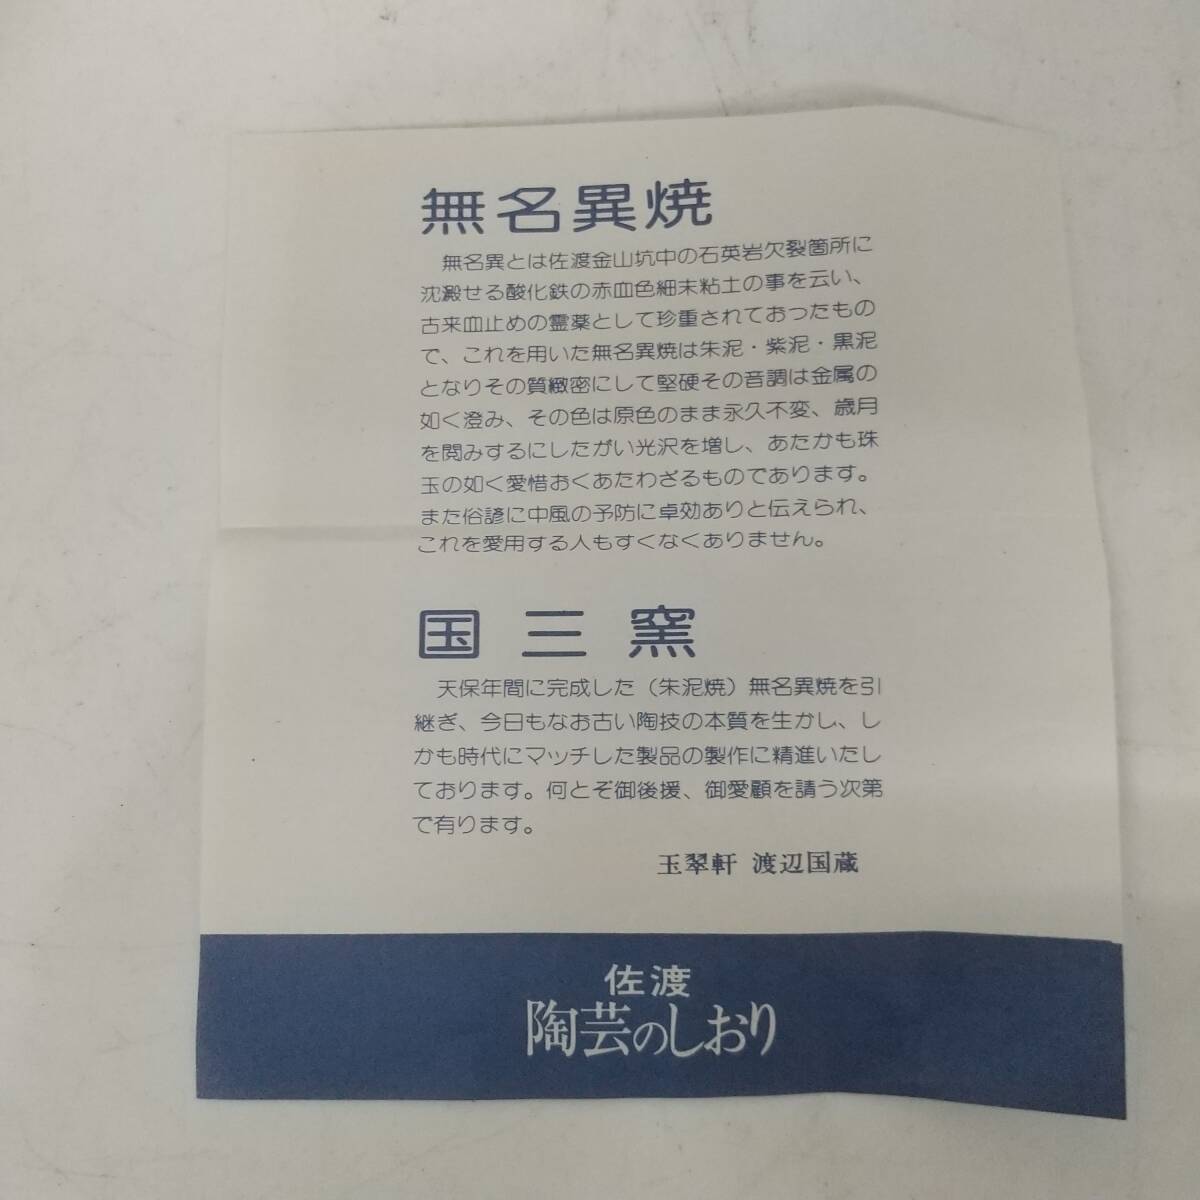 無名異焼
無名異とは佐渡金山坑中の石英岩欠裂箇所に
沈澱せる酸化鉄の赤血色細末粘土の事を云い、
古来血止めの霊薬として珍重されておったもの
で、これを用いた無名異焼は朱泥・紫泥・黒泥
となりその質緻密にして堅硬その音調は金属の
如く澄み、その色は原色のまま永久不変、歳月
を閲みするにしたがい光沢を増し、あたかも珠
玉の如く愛惜おくあたわざるものであります。
また俗諺に中風の予防に卓効ありと伝えられ、
これを愛用する人もすくなくありません。
国三窯
天保年間に完成した（朱泥焼）無名異焼を引
継ぎ、今日もなお古い陶技の本質を生かし、し
かも時代にマッチした製品の製作に精進いたし
ております。何とぞ御後援、御愛顧を請う次第
で有ります。
玉翠軒 渡辺国蔵
佐渡
陶芸のしおり